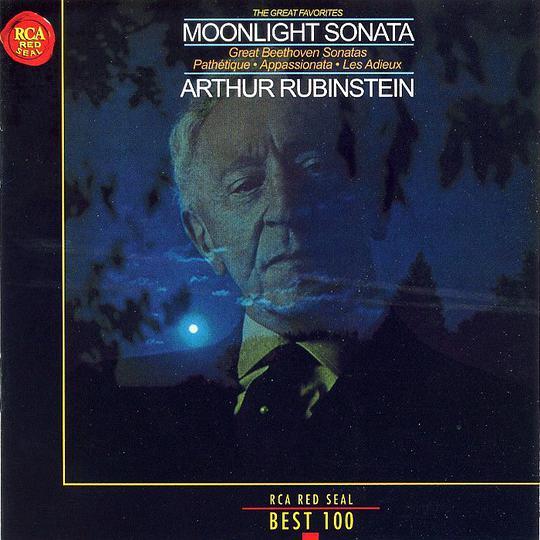 RCA
RED
SEAL
THE GREAT FAVORITES
MOONLIGHT SONATA
Great Beethoven Sonatas
Pathétique • Appassionata • Les Adieux
ARTHUR RUBINSTEIN
RCA RED SEAL
BEST 100